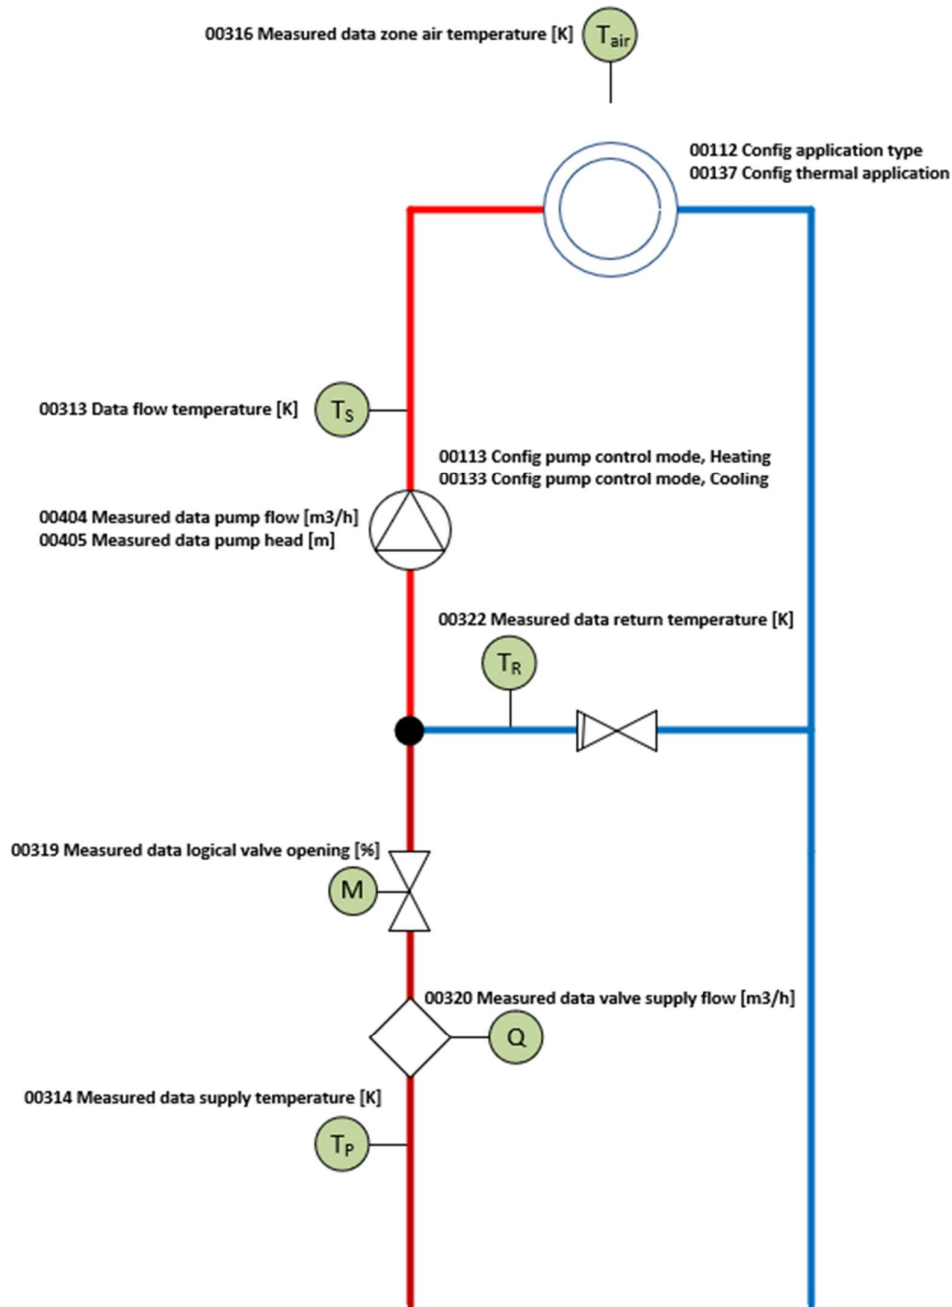 00316 Measured data zone air temperature [K]
Tair
00112 Config application type
00137 Config thermal application
00313 Data flow temperature [K]
TS
00113 Config pump control mode, Heating
00133 Config pump control mode, Cooling
00404 Measured data pump flow [m3/h]
00405 Measured data pump head [m]
00322 Measured data return temperature [K]
TR
00319 Measured data logical valve opening [%]
M
00320 Measured data valve supply flow [m3/h]
Q
00314 Measured data supply temperature [K]
TP